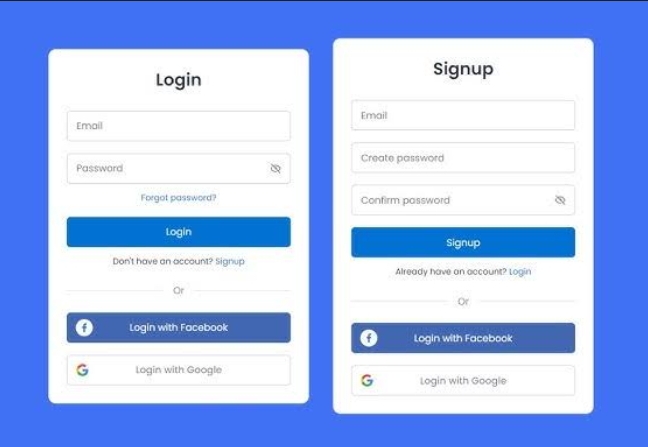 Login
Email
Password
Forgot password?
Login
Don't have an account? Signup
Or
Login with Facebook
Login with Google
Signup
Email
Create password
Confirm password
Signup
Already have an account? Login
Or
Login with Facebook
Login with Google